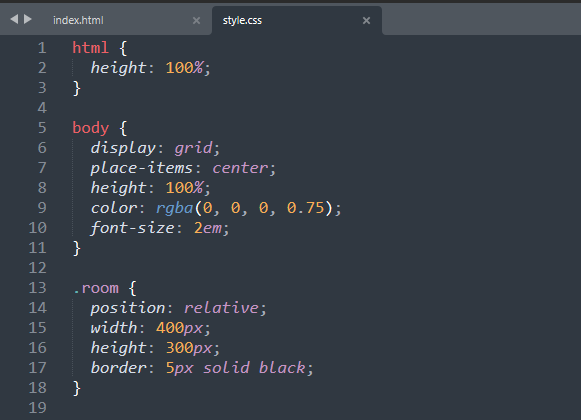 index.html × style.css ×
1 html {
2 height: 100%;
3 }
4
5 body {
6 display: grid;
7 place-items: center;
8 height: 100%;
9 color: rgba(0, 0, 0, 0.75);
10 font-size: 2em;
11 }
12
13 .room {
14 position: relative;
15 width: 400px;
16 height: 300px;
17 border: 5px solid black;
18 }
19